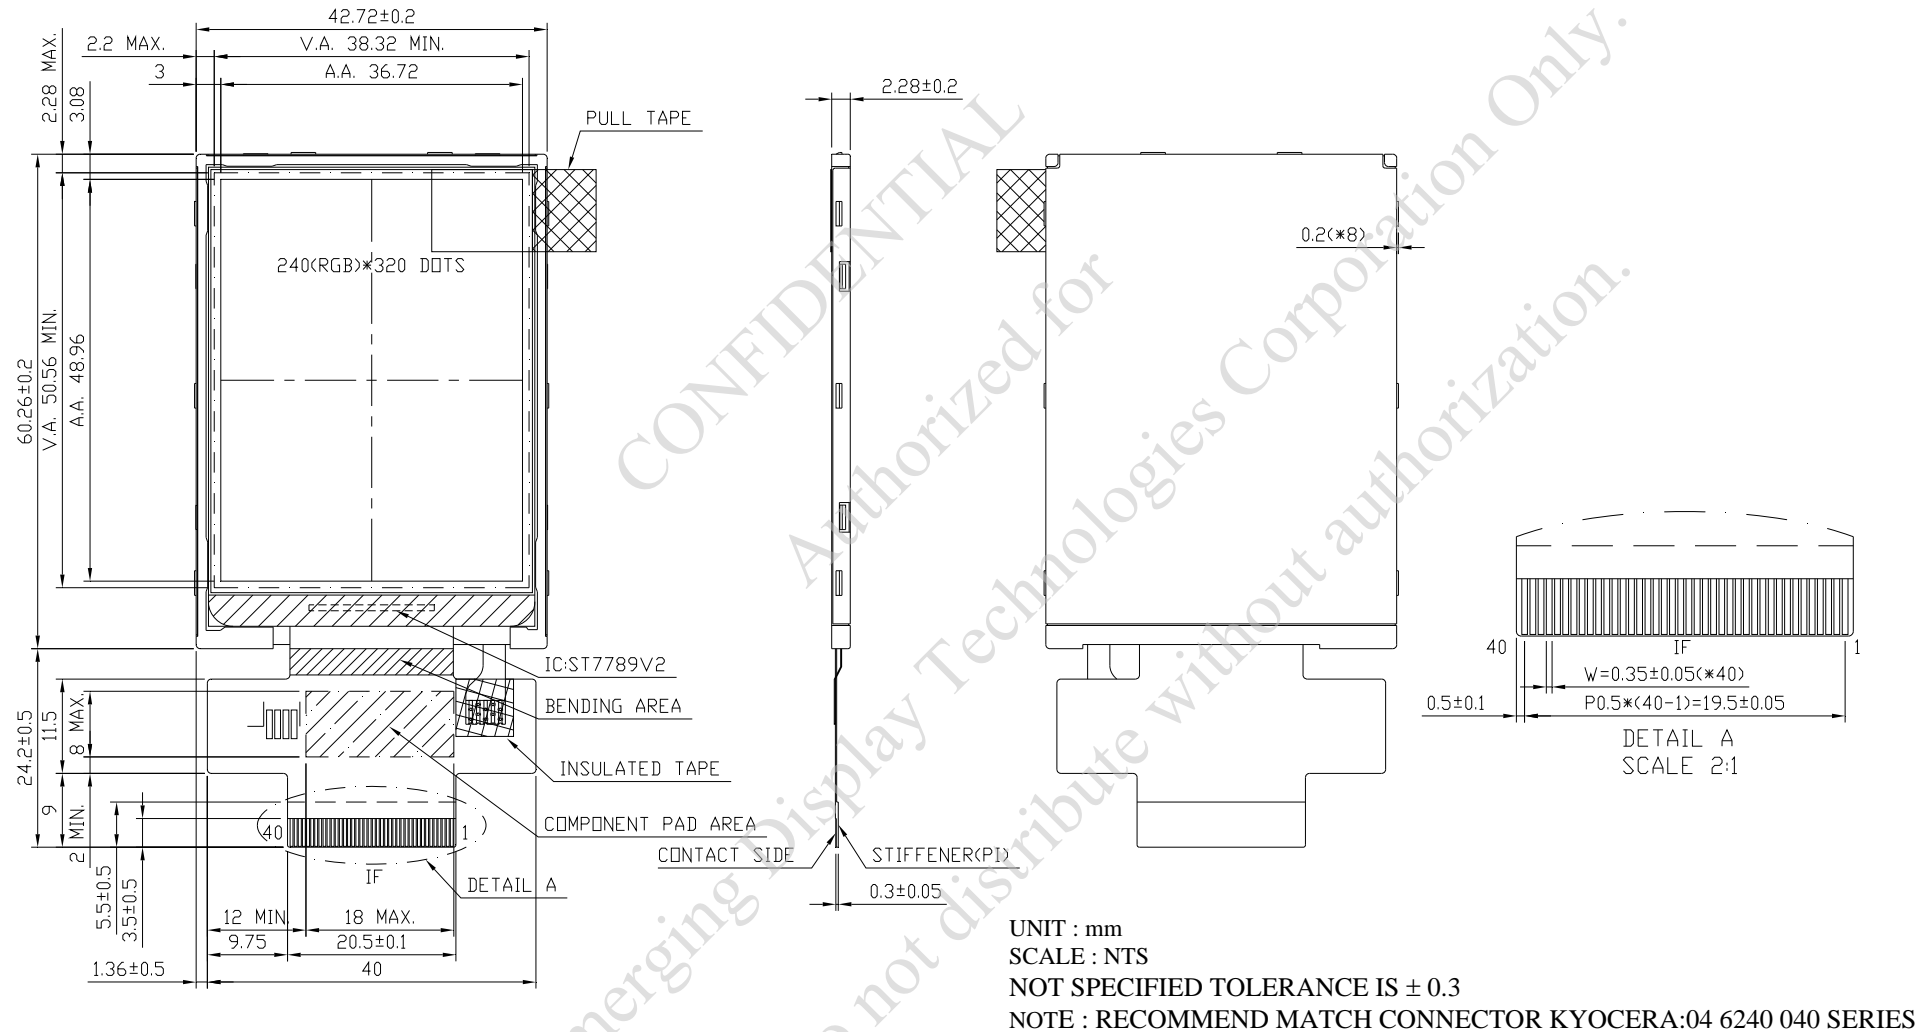 42.72±0.2
2.2 MAX.
V.A. 38.32 MIN.
3
A.A. 36.72
2.28 MAX.
3.08
PULL TAPE
240(RGB)*320 DOTS
60.26±0.2
V.A. 50.56 MIN.
A.A. 48.96
IC:ST7789V2
BENDING AREA
INSULATED TAPE
COMPONENT PAD AREA
24.2±0.5
11.5
8 MAX.
9
2 MIN.
5.5±0.5
3.5±0.5
40
1
IF
DETAIL A
12 MIN.
18 MAX.
9.75
20.5±0.1
1.36±0.5
40
2.28±0.2
CONTACT SIDE
STIFFENER(PI)
0.3±0.05
0.2(*8)
40
IF
1
W=0.35±0.05(*40)
0.5±0.1
P0.5*(40-1)=19.5±0.05
DETAIL A
SCALE 2:1
UNIT : mm
SCALE : NTS
NOT SPECIFIED TOLERANCE IS ± 0.3
NOTE : RECOMMEND MATCH CONNECTOR KYOCERA:04 6240 040 SERIES
CONFIDENTIAL
Authorized for
Display Technologies Corporation Only.
not distribute without authorization.